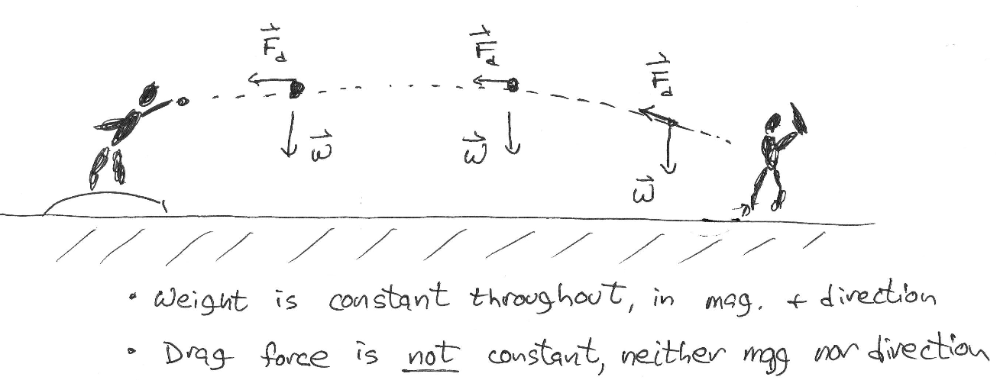 F⃗d
F⃗d
F⃗d
w⃗
w⃗
w⃗
• Weight is constant throughout, in mag. + direction
• Drag force is not constant, neither mag nor direction